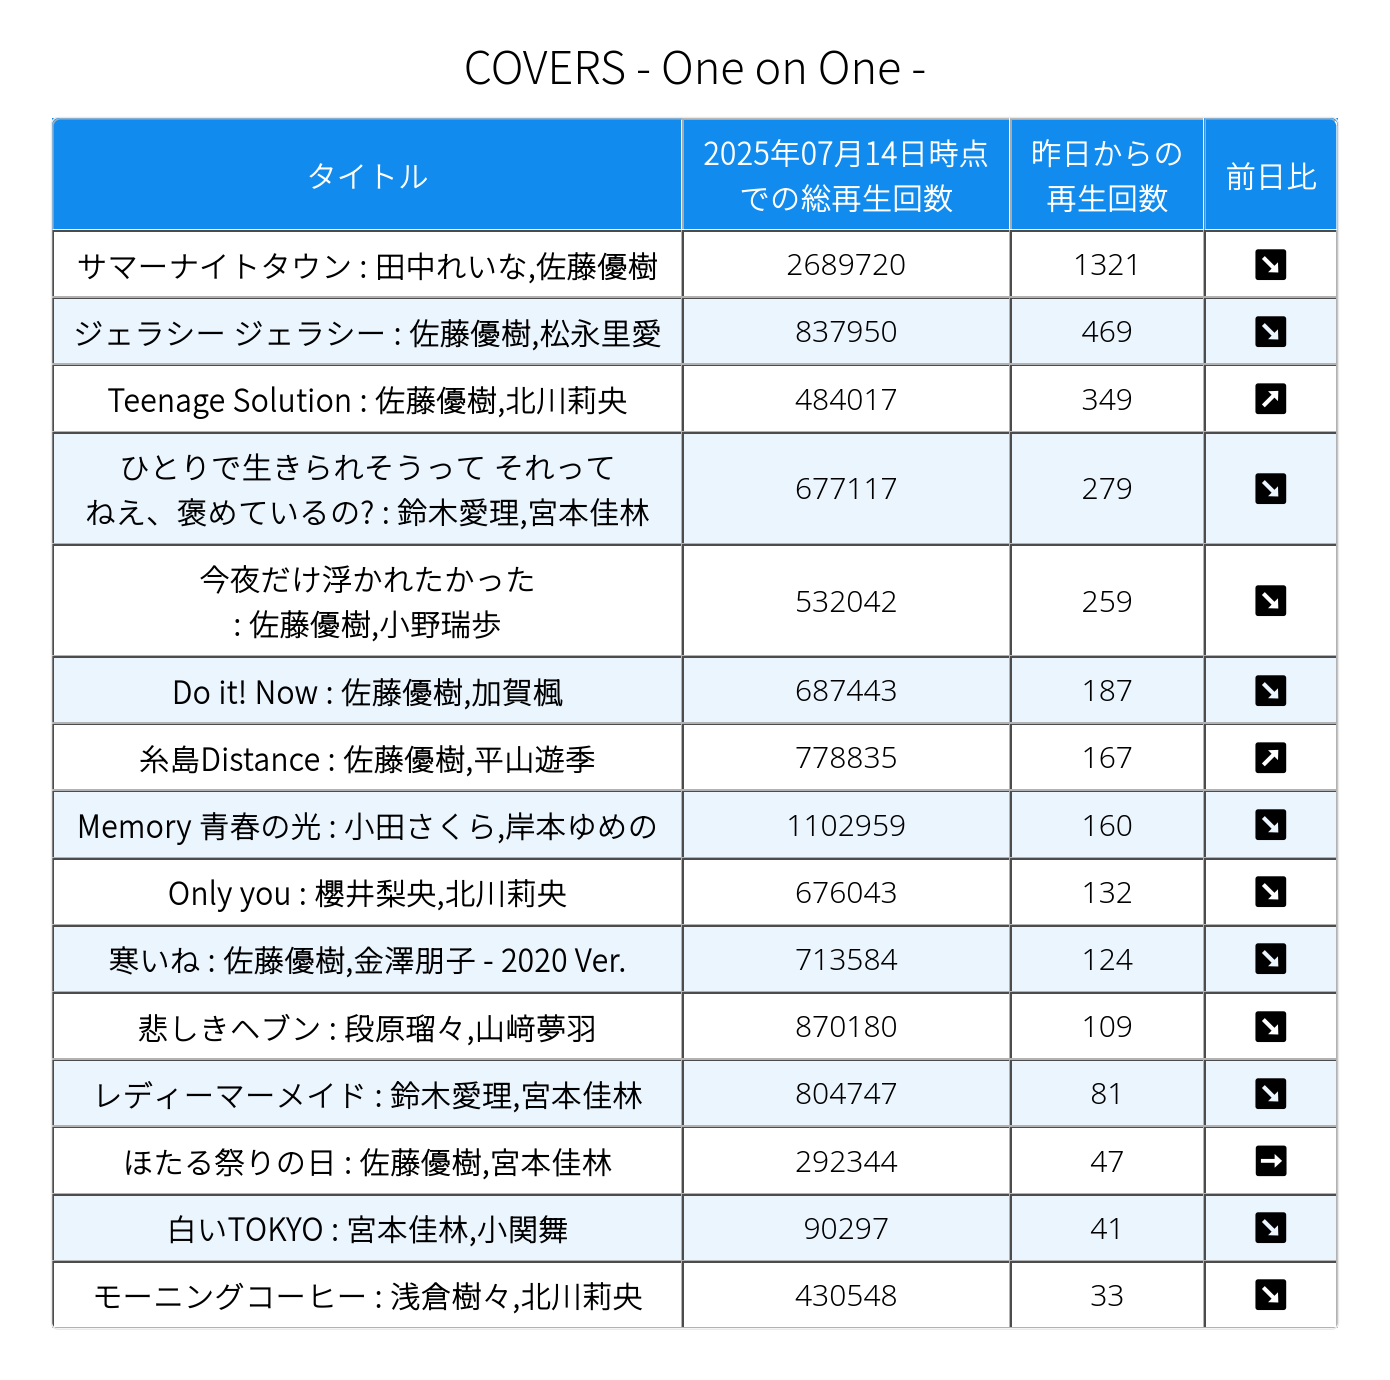 COVERS - One on One -
タイトル
2025年07月14日時点
での総再生回数
昨日からの
再生回数
前日比
サマーナイトタウン : 田中れいな,佐藤優樹 2689720 1321 ↘
ジェラシー ジェラシー : 佐藤優樹,松永里愛 837950 469 ↘
Teenage Solution : 佐藤優樹,北川莉央 484017 349 ↗
ひとりで生きられそうって それって
ねえ、褒めているの? : 鈴木愛理,宮本佳林 677117 279 ↘
今夜だけ浮かれたかった
: 佐藤優樹,小野瑞歩 532042 259 ↘
Do it! Now : 佐藤優樹,加賀楓 687443 187 ↘
糸島Distance : 佐藤優樹,平山遊季 778835 167 ↗
Memory 青春の光 : 小田さくら,岸本ゆめの 1102959 160 ↘
Only you : 櫻井梨央,北川莉央 676043 132 ↘
寒いね : 佐藤優樹,金澤朋子 - 2020 Ver. 713584 124 ↘
悲しきヘブン : 段原瑠々,山﨑夢羽 870180 109 ↘
レディーマーメイド : 鈴木愛理,宮本佳林 804747 81 ↘
ほたる祭りの日 : 佐藤優樹,宮本佳林 292344 47 →
白いTOKYO : 宮本佳林,小関舞 90297 41 ↘
モーニングコーヒー : 浅倉樹々,北川莉央 430548 33 ↘